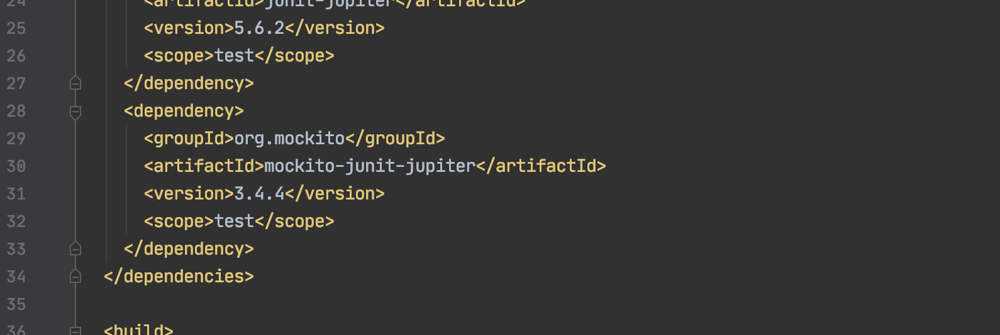 24 <artifactId>junit-jupiter</artifactId>
25 <version>5.6.2</version>
26 <scope>test</scope>
27 </dependency>
28 <dependency>
29 <groupId>org.mockito</groupId>
30 <artifactId>mockito-junit-jupiter</artifactId>
31 <version>3.4.4</version>
32 <scope>test</scope>
33 </dependency>
34 </dependencies>
35
36 <build>